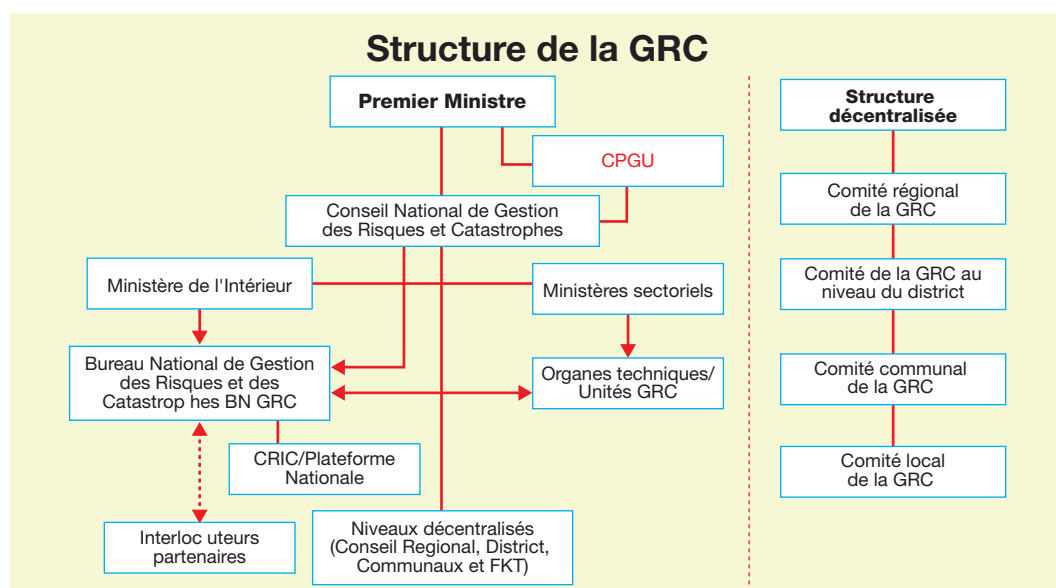 Structure de la GRC
Premier Ministre
CPGU
Conseil National de Gestion
des Risques et Catastrophes
Ministère de l'Intérieur
Ministères sectoriels
Bureau National de Gestion
des Risques et des
Catastrop hes BN GRC
Organes techniques/
Unités GRC
CRIC/Plateforme
Nationale
Interloc uteurs
partenaires
Niveaux décentralisés
(Conseil Regional, District,
Communaux et FKT)
Structure
décentralisée
Comité régional
de la GRC
Comité de la GRC au
niveau du district
Comité communal
de la GRC
Comité local
de la GRC